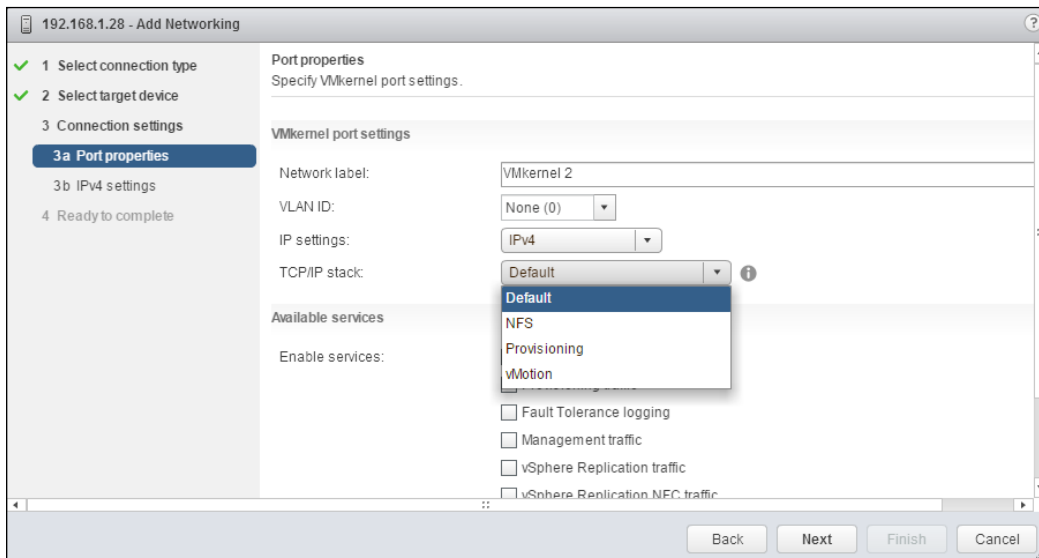 192.168.1.28 - Add Networking
?
1 Select connection type
2 Select target device
3 Connection settings
3a Port properties
3b IPv4 settings
4 Ready to complete
Port properties
Specify VMkernel port settings.
VMkernel port settings
Network label: VMkernel 2
VLAN ID: None (0)
IP settings: IPv4
TCP/IP stack: Default
Default
NFS
Provisioning
vMotion
Available services
Enable services:
Provisioning traffic
Fault Tolerance logging
Management traffic
vSphere Replication traffic
vSphere Replication NFC traffic
Back Next Finish Cancel